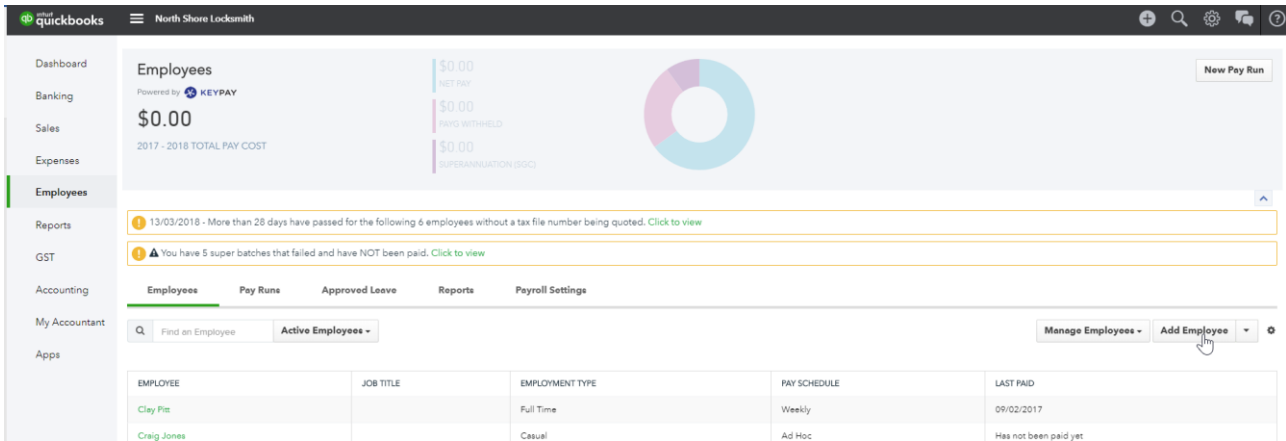 qb intuit quickbooks
North Shore Locksmith
Dashboard
Banking
Sales
Expenses
Employees
Reports
GST
Accounting
My Accountant
Apps
Employees
Powered by KEYPAY
$0.00
2017 - 2018 TOTAL PAY COST
$0.00
NET PAY
$0.00
PAYG WITHHELD
$0.00
SUPERANNUATION (SGC)
New Pay Run
13/03/2018 - More than 28 days have passed for the following 6 employees without a tax file number being quoted. Click to view
You have 5 super batches that failed and have NOT been paid. Click to view
Employees Pay Runs Approved Leave Reports Payroll Settings
Find an Employee Active Employees Manage Employees Add Employee
EMPLOYEE JOB TITLE EMPLOYMENT TYPE PAY SCHEDULE LAST PAID
Clay Pitt Full Time Weekly 09/02/2017
Craig Jones Casual Ad Hoc Has not been paid yet